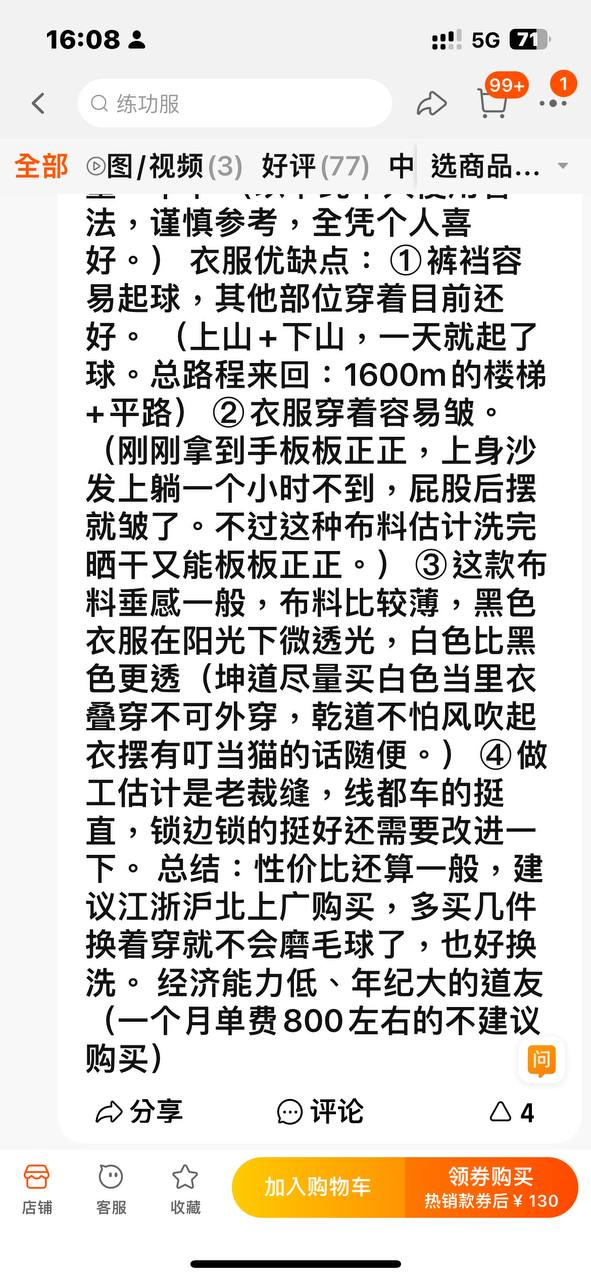 16:08
5G 71
练功服
99+
1
全部 图/视频(3) 好评(77) 中 选商品...
法，谨慎参考，全凭个人喜
好。） 衣服优缺点：①裤裆容
易起球，其他部位穿着目前还
好。（上山+下山，一天就起了
球。总路程来回：1600m的楼梯
+平路）②衣服穿着容易皱。
（刚刚拿到手板板正正，上身沙
发上躺一个小时不到，屁股后摆
就皱了。不过这种布料估计洗完
晒干又能板板正正。）③这款布
料垂感一般，布料比较薄，黑色
衣服在阳光下微透光，白色比黑
色更透（坤道尽量买白色当里衣
叠穿不可外穿，乾道不怕风吹起
衣摆有叮当猫的话随便。）④做
工估计是老裁缝，线都车的挺
直，锁边锁的挺好还需要改进一
下。 总结：性价比还算一般，建
议江浙沪北上广购买，多买几件
换着穿就不会磨毛球了，也好换
洗。 经济能力低、年纪大的道友
（一个月单费800左右的不建议
购买）
问
分享 评论 4
店铺 客服 收藏 加入购物车 领券购买
热销款券后¥130